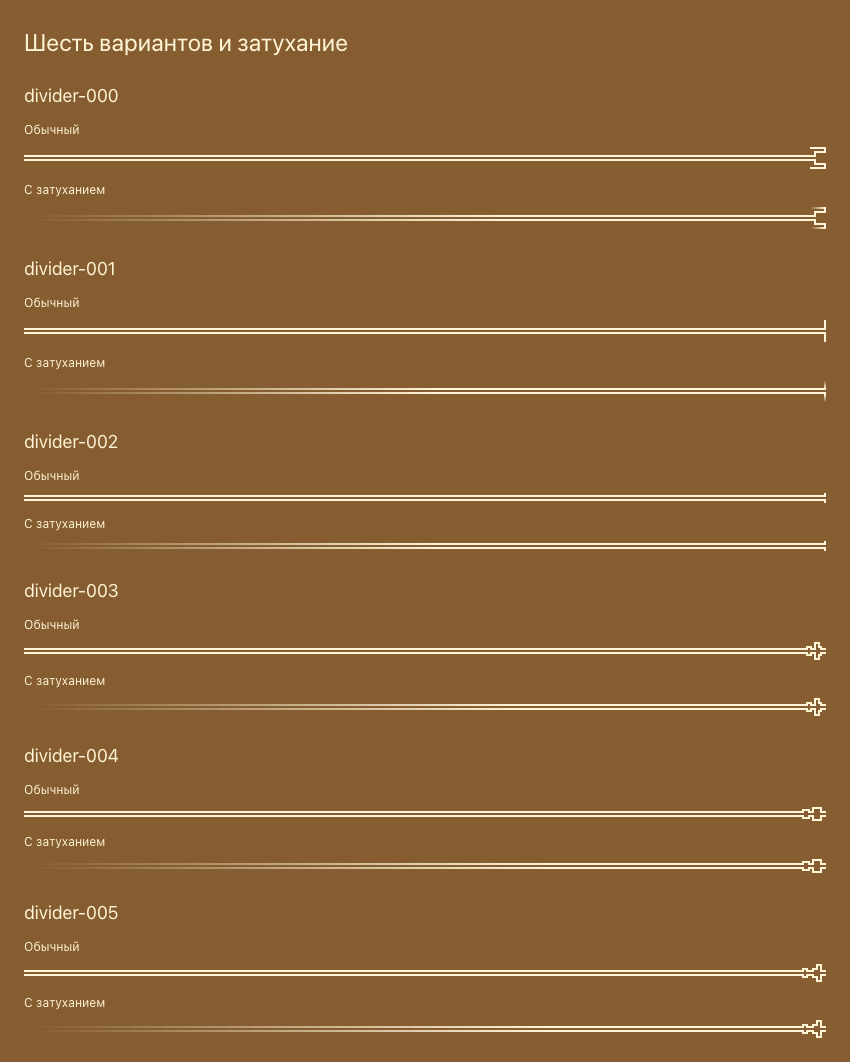 Шесть вариантов и затухание
divider-000
Обычный
С затуханием
divider-001
Обычный
С затуханием
divider-002
Обычный
С затуханием
divider-003
Обычный
С затуханием
divider-004
Обычный
С затуханием
divider-005
Обычный
С затуханием